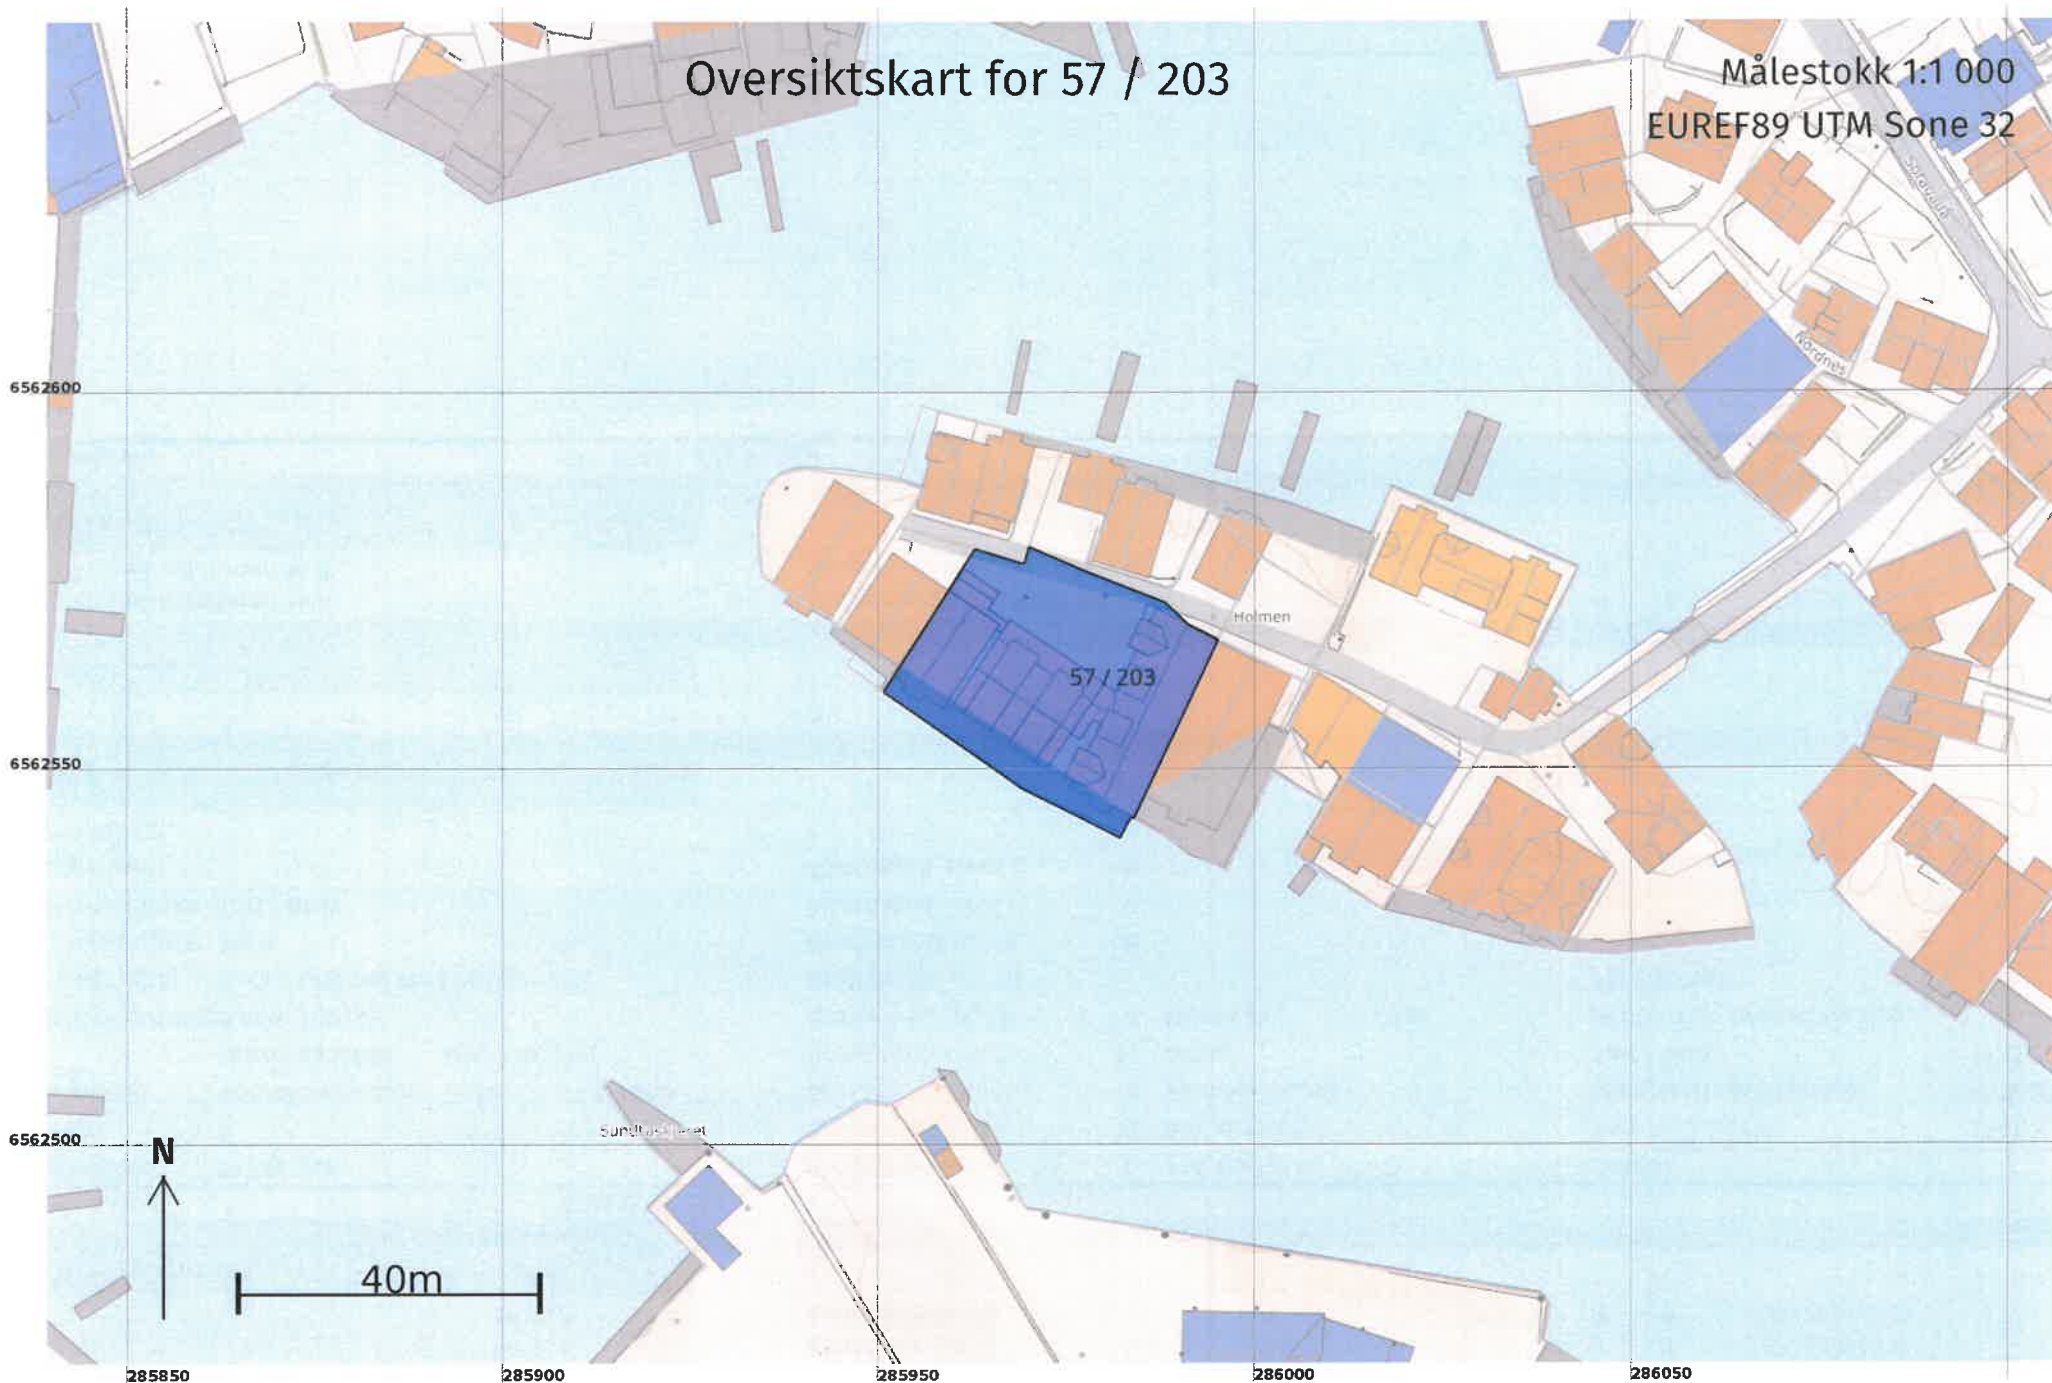 Oversiktskart for 57 / 203
Målestokk 1:1 000
EUREF89 UTM Sone 32
Nordnes
6562600
Holmen
57 / 203
6562550
6562500
N
40m
285850
285900
285950
286000
286050